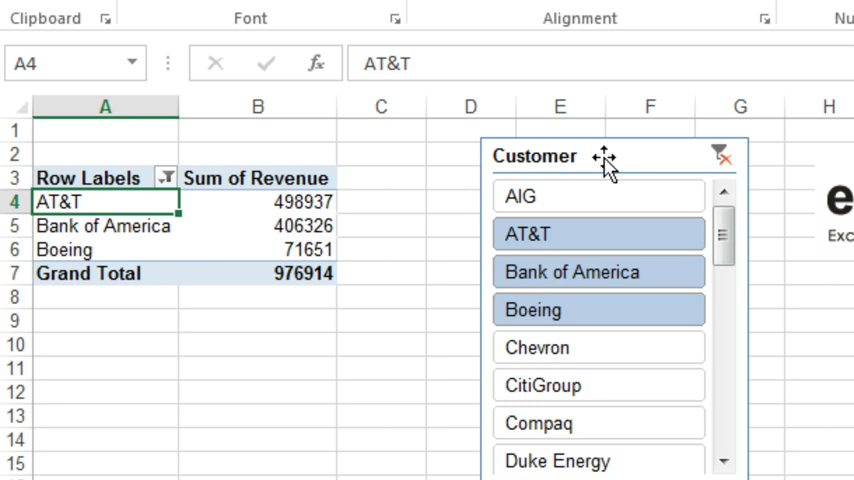 Clipboard Font Alignment
A4 fx AT&T
A B C D E F G H
1
2
3 Row Labels Sum of Revenue
4 AT&T 498937
5 Bank of America 406326
6 Boeing 71651
7 Grand Total 976914
8
9
10
11
12
13
14
15
Customer
AIG
AT&T
Bank of America
Boeing
Chevron
CitiGroup
Compaq
Duke Energy